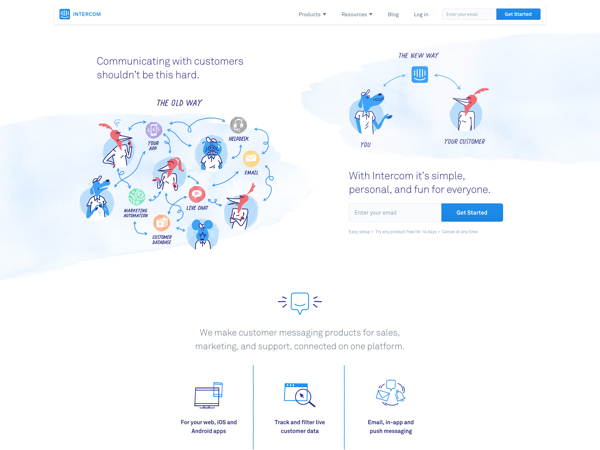 INTERCOM
Products
Resources
Blog
Log in
Enter your email
Get Started
Communicating with customers
shouldn't be this hard.
THE OLD WAY
YOUR
APP
HELPDESK
EMAIL
LIVE CHAT
MARKETING
AUTOMATION
CUSTOMER
DATABASE
THE NEW WAY
YOU
YOUR CUSTOMER
With Intercom it's simple,
personal, and fun for everyone.
Enter your email
Get Started
Easy setup • Try any product free for 14 days • Cancel at any time
We make customer messaging products for sales,
marketing, and support, connected on one platform.
For your web, iOS and
Android apps
Track and filter live
customer data
Email, in-app and
push messaging